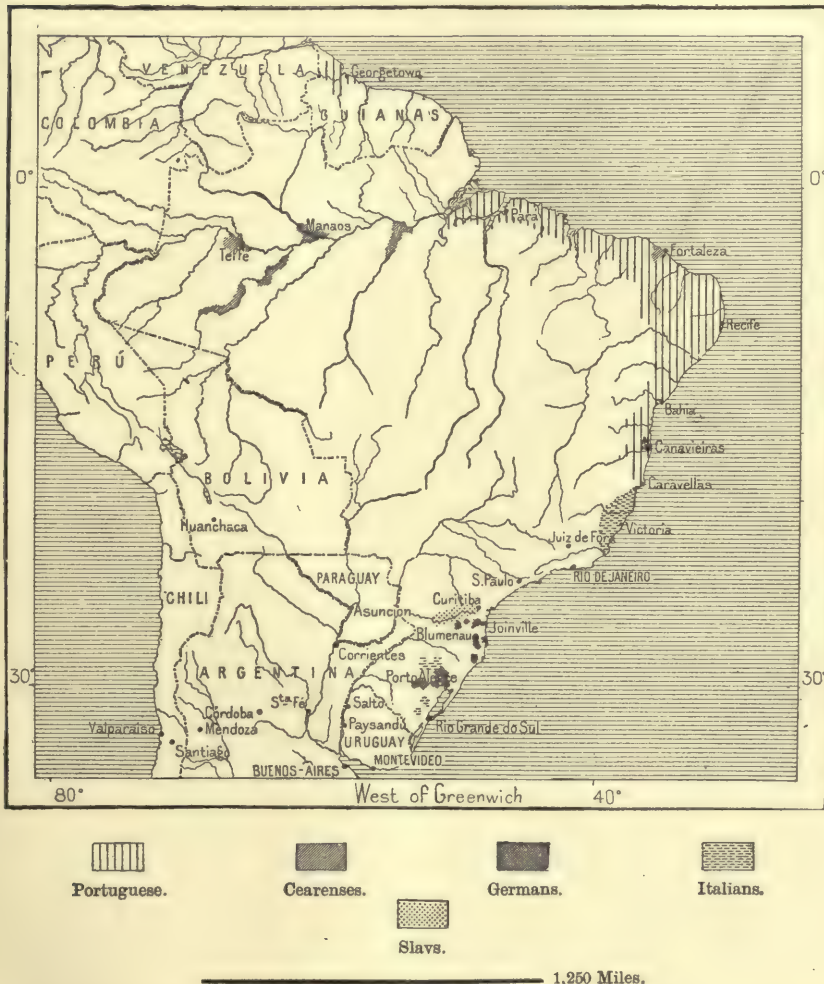 VENEZUELA
Georgetown
COLOMBIA
GUIANAS
0°
0°
Pará
Manaos
Teffe
Fortaleza
Recife
PERÚ
Bahia
Canavieiras
BOLIVIA
Caravellas
Huanchaca
Victoria
Juiz de Fora
PARAGUAY
S. Paulo
RIO DE JANEIRO
CHILI
Curitiba
Asuncion
Joinville
Blumenau
Corrientes
30°
ARGENTINA
Porto Alegre
30°
Sta Fé
Salto
Córdoba
Paysandú
Rio Grande do Sul
Valparaiso
Mendoza
URUGUAY
Santiago
MONTEVIDEO
BUENOS-AIRES
80°
West of Greenwich
40°
Portuguese.
Cearenses.
Germans.
Italians.
Slavs.
1,250 Miles.